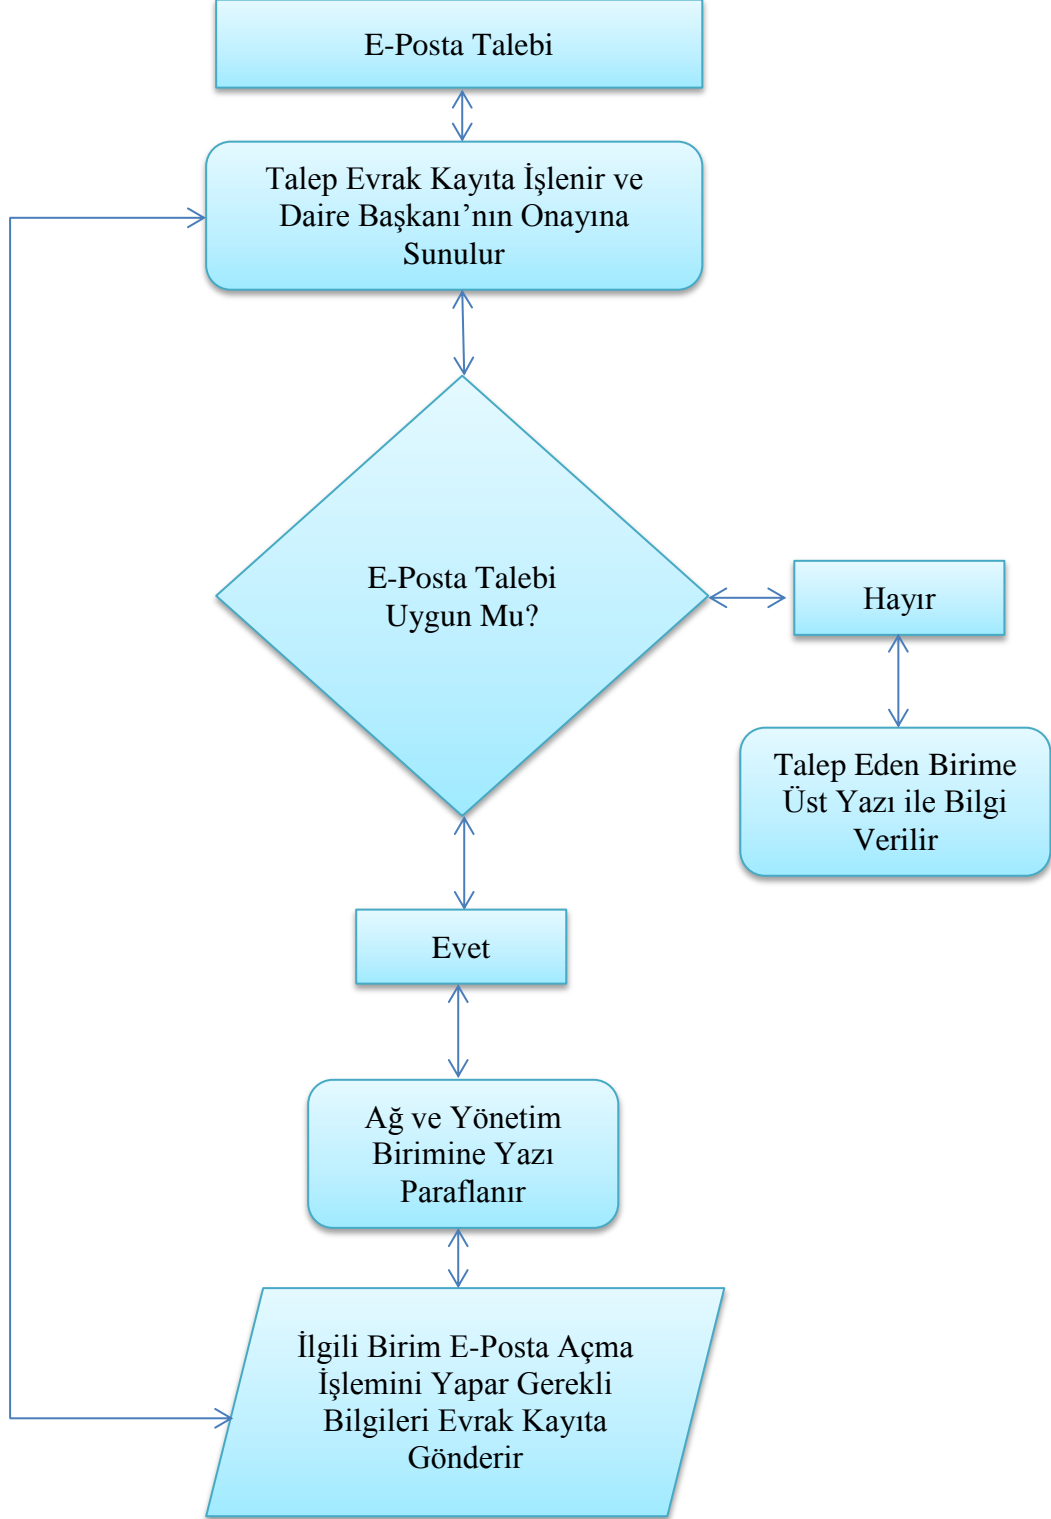 E-Posta Talebi
Talep Evrak Kayıta İşlenir ve
Daire Başkanı’nın Onayına
Sunulur
E-Posta Talebi
Uygun Mu?
Hayır
Talep Eden Birime
Üst Yazı ile Bilgi
Verilir
Evet
Ağ ve Yönetim
Birimine Yazı
Paraflanır
İlgili Birim E-Posta Açma
İşlemini Yapar Gerekli
Bilgileri Evrak Kayıta
Gönderir